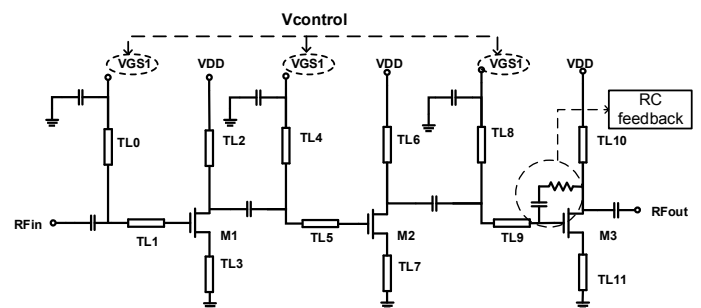 Vcontrol
VGS1 VDD VGS1 VDD VGS1 VDD
RC
feedback
TL0 TL2 TL4 TL6 TL8 TL10
RFin TL1 M1 TL5 M2 TL9 M3 RFout
TL3 TL7 TL11